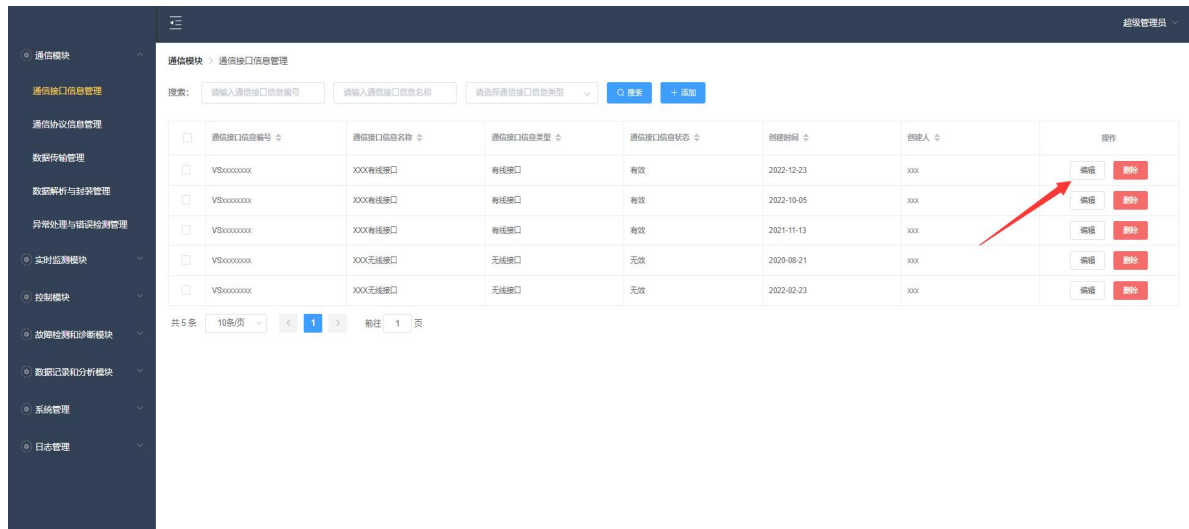 超级管理员
通信模块
通信接口信息管理
通信协议信息管理
数据传输管理
数据解析与封装管理
异常处理与错误检测管理
实时监测模块
控制模块
故障检测和诊断模块
数据记录和分析模块
系统管理
日志管理
通信模块 > 通信接口信息管理
搜索: 请输入通信接口信息编号 请输入通信接口信息名称 请选择通信接口信息类型 搜索 + 添加
通信接口信息编号 通信接口信息名称 通信接口信息类型 通信接口信息状态 创建时间 创建人 操作
VSxxxxxxxx XXX有线接口 有线接口 有效 2022-12-23 xxx 编辑 删除
VSxxxxxxxx XXX有线接口 有线接口 有效 2022-10-05 xxx 编辑 删除
VSxxxxxxxx XXX有线接口 有线接口 有效 2021-11-13 xxx 编辑 删除
VSxxxxxxxx XXX无线接口 无线接口 无效 2020-08-21 xxx 编辑 删除
VSxxxxxxxx XXX无线接口 无线接口 无效 2022-02-23 xxx 编辑 删除
共 5 条 10条/页 < 1 > 前往 1 页